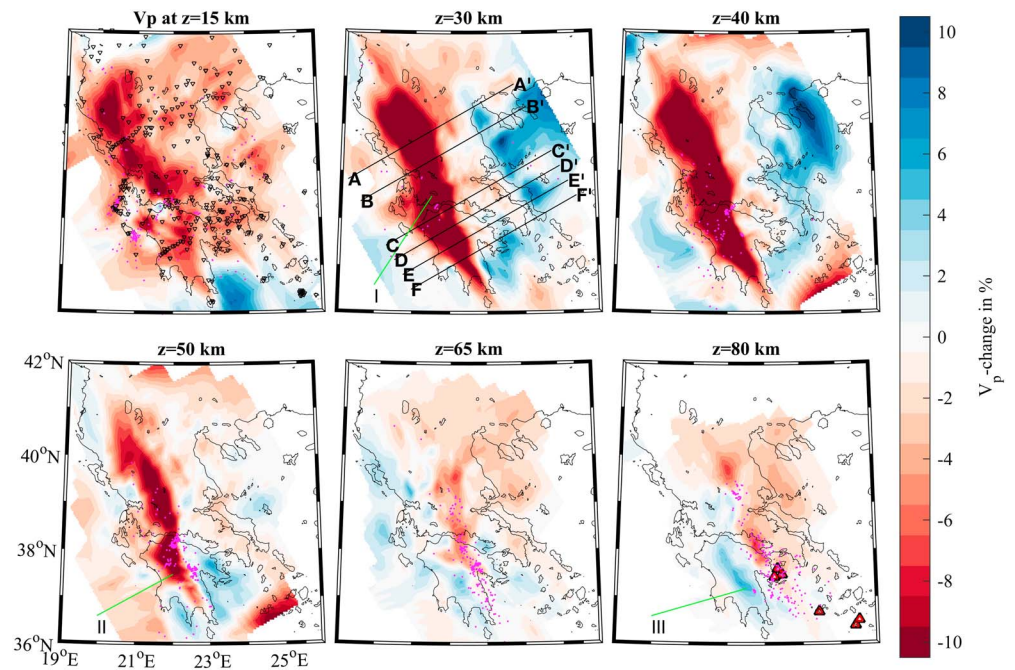 Vp at z=15 km
z=30 km
z=40 km
A'
B'
C'
D'
E'
F'
A
B
C
D
E
F
I
10
8
6
4
2
0
-2
-4
-6
-8
-10
Vp-change in %
z=50 km
z=65 km
z=80 km
42°N
40°N
38°N
36°N
19°E
21°E
23°E
25°E
II
III